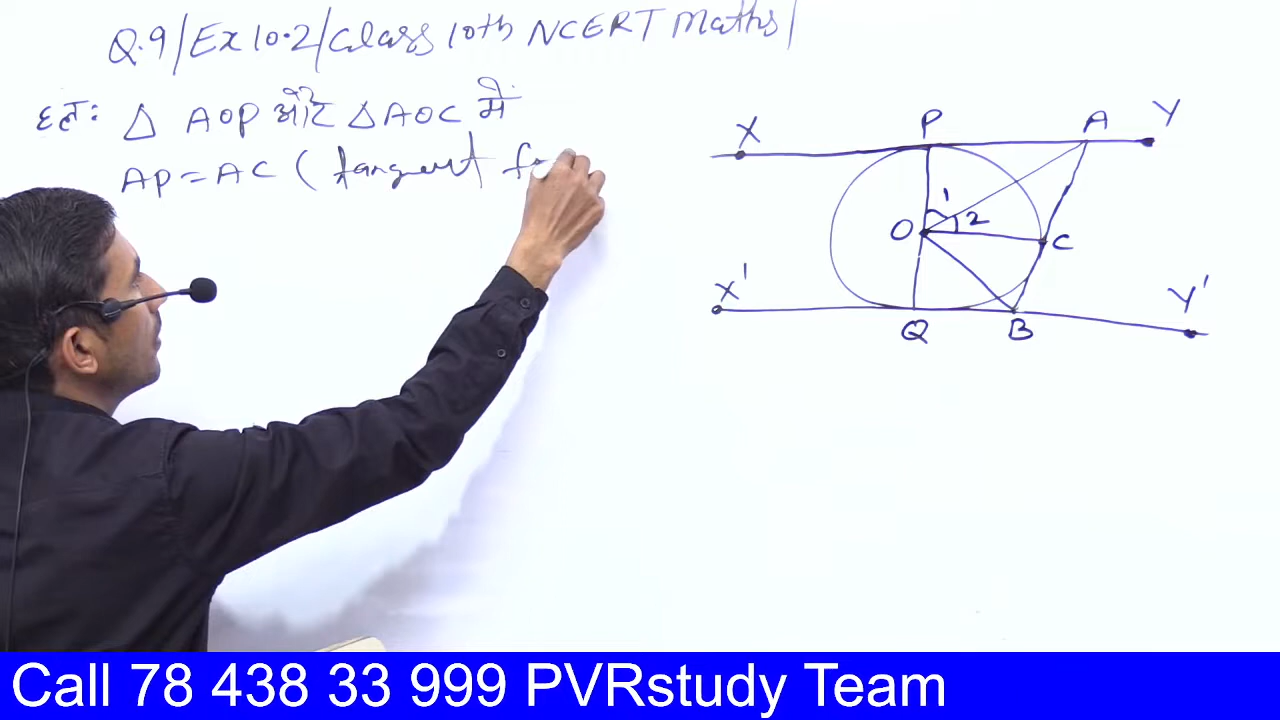 Q.9/Ex 10.2/Class 10th NCERT Maths/
हल: △ AOP और △ AOC में
AP = AC ( tangent
P A Y
X
1
O 2 C
X' Y'
Q B
Call 78 438 33 999 PVRstudy Team